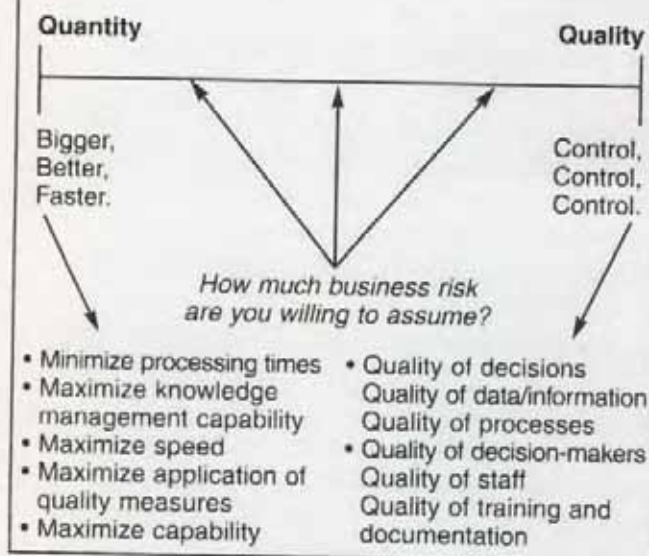 Quantity
Quality
Bigger,
Better,
Faster.
Control,
Control,
Control.
How much business risk
are you willing to assume?
• Minimize processing times
• Maximize knowledge
management capability
• Maximize speed
• Maximize application of
quality measures
• Maximize capability
• Quality of decisions
Quality of data/information
Quality of processes
• Quality of decision-makers
Quality of staff
Quality of training and
documentation